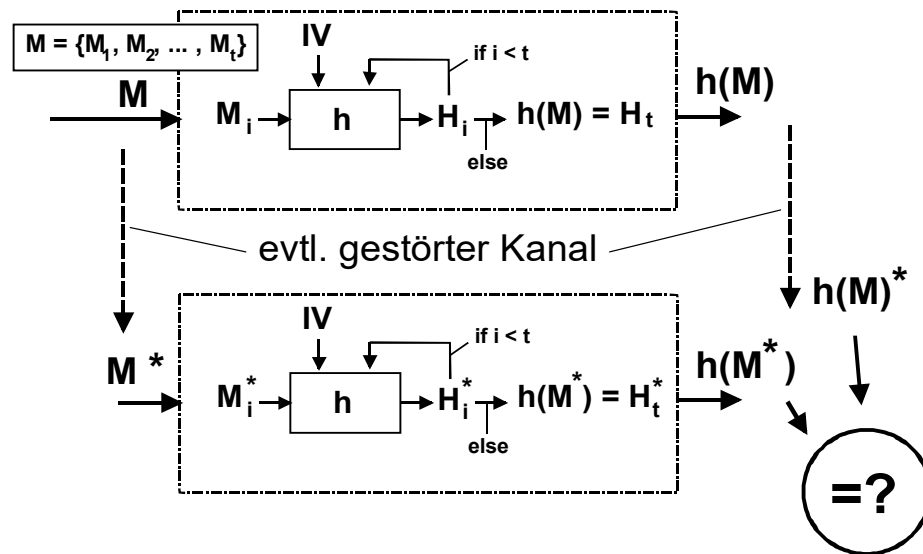 M = {M₁, M₂, ... , Mₜ}
IV
if i < t
M
h(M)
Mᵢ
h
Hᵢ
h(M) = Hₜ
else
evtl. gestörter Kanal
h(M)*
IV
if i < t
M*
h(M*)
Mᵢ*
h
Hᵢ*
h(M*) = Hₜ*
else
=?